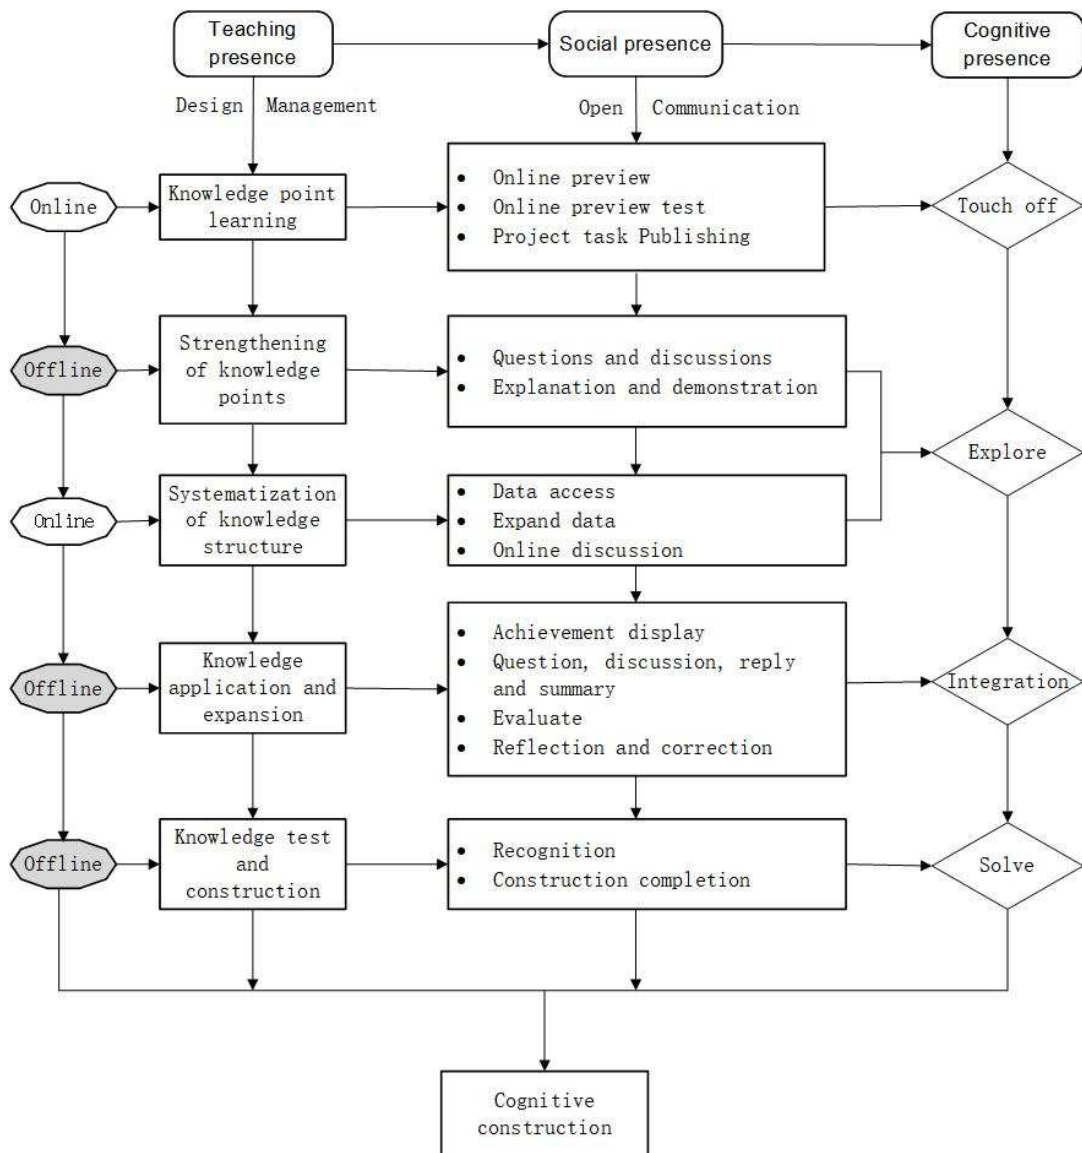 Teaching
presence
Social presence
Cognitive
presence
Design Management
Open Communication
Online
Knowledge point
learning
• Online preview
• Online preview test
• Project task Publishing
Touch off
Offline
Strengthening
of knowledge
points
• Questions and discussions
• Explanation and demonstration
Explore
Online
Systematization
of knowledge
structure
• Data access
• Expand data
• Online discussion
Offline
Knowledge
application and
expansion
• Achievement display
• Question, discussion, reply
and summary
• Evaluate
• Reflection and correction
Integration
Offline
Knowledge test
and
construction
• Recognition
• Construction completion
Solve
Cognitive
construction